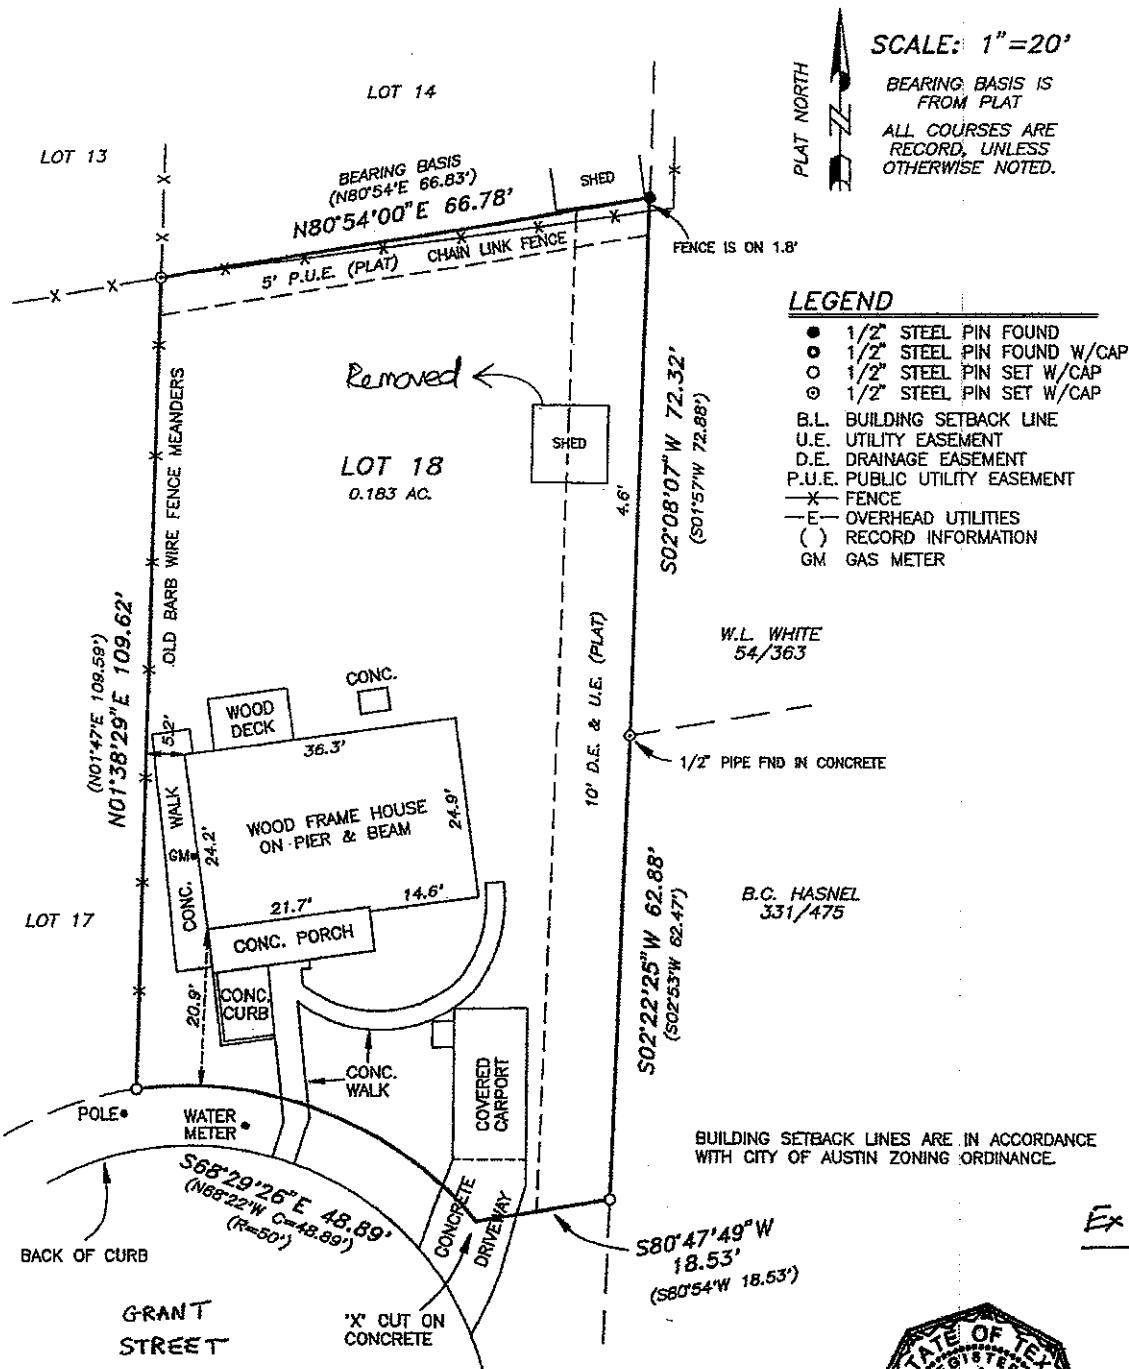 SCALE: 1"=20'
PLAT NORTH
BEARING BASIS IS
FROM PLAT
ALL COURSES ARE
RECORD, UNLESS
OTHERWISE NOTED.
LOT 14
LOT 13
BEARING BASIS
(N80°54'E 66.83')
N80°54'00"E 66.78'
SHED
5' P.U.E. (PLAT)
CHAIN LINK FENCE
FENCE IS ON 1.8'
LEGEND
1/2" STEEL PIN FOUND
1/2" STEEL PIN FOUND W/CAP
1/2" STEEL PIN SET W/CAP
1/2" STEEL PIN SET W/CAP
B.L. BUILDING SETBACK LINE
U.E. UTILITY EASEMENT
D.E. DRAINAGE EASEMENT
P.U.E. PUBLIC UTILITY EASEMENT
—X— FENCE
—E— OVERHEAD UTILITIES
( ) RECORD INFORMATION
GM GAS METER
Removed
SHED
LOT 18
0.183 AC.
OLD BARB WIRE FENCE MEANDERS
4.6'
S02°08'07"W 72.32'
(S01°57'W 72.88')
(N01°47'E 109.59')
N01°38'29"E 109.62'
W.L. WHITE
54/363
1/2" PIPE FND IN CONCRETE
10' D.E. & U.E. (PLAT)
CONC.
WOOD
DECK
5.2'
36.3'
WOOD FRAME HOUSE
ON PIER & BEAM
24.9'
24.2'
GM
CONC. WALK
21.7'
14.6'
CONC. PORCH
LOT 17
B.C. HASNEL
331/475
S02°22'25"W 62.88'
(S02°53'W 62.47')
20.9'
CONC.
CURB
CONC.
WALK
COVERED
CARPORT
POLE
WATER
METER
BUILDING SETBACK LINES ARE IN ACCORDANCE
WITH CITY OF AUSTIN ZONING ORDINANCE.
S68°29'26"E 48.89'
(N68°22'W C=48.89')
(R=50')
CONCRETE
DRIVEWAY
S80°47'49"W
18.53'
(S80°54'W 18.53')
BACK OF CURB
'X' CUT ON
CONCRETE
GRANT
STREET
Ex
STATE OF TEX